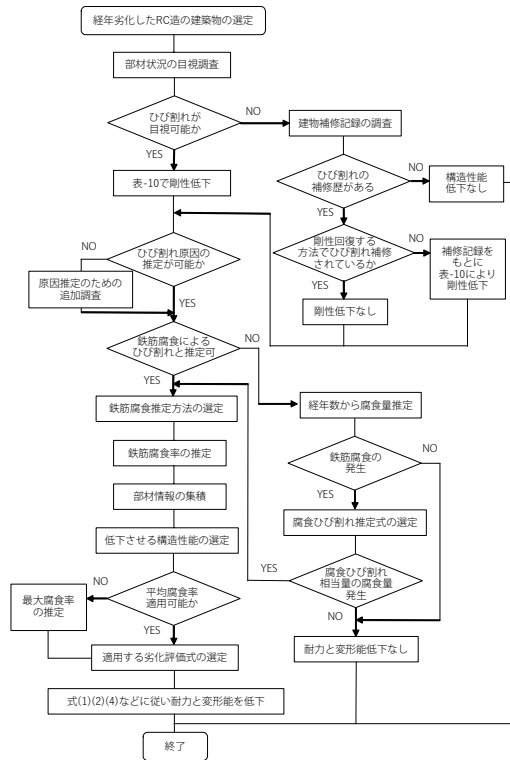 経年劣化したRC造の建築物の選定
部材状況の目視調査
ひび割れが
目視可能か
NO
YES
建物補修記録の調査
表-10で剛性低下
ひび割れの
補修歴がある
NO
YES
構造性能
低下なし
ひび割れ原因の
推定が可能か
NO
YES
原因推定のための
追加調査
剛性回復する
方法でひび割れ補修
されているか
NO
YES
補修記録を
もとに
表-10により
剛性低下
剛性低下なし
鉄筋腐食による
ひび割れと推定可
NO
YES
鉄筋腐食推定方法の選定
経年数から腐食量推定
鉄筋腐食率の推定
鉄筋腐食の
発生
NO
YES
部材情報の集積
腐食ひび割れ推定式の選定
低下させる構造性能の選定
腐食ひび割れ
相当量の腐食量
発生
YES
NO
平均腐食率
適用可能か
NO
YES
最大腐食率
の推定
耐力と変形能低下なし
適用する劣化評価式の選定
式(1)(2)(4)などに従い耐力と変形能を低下
終了